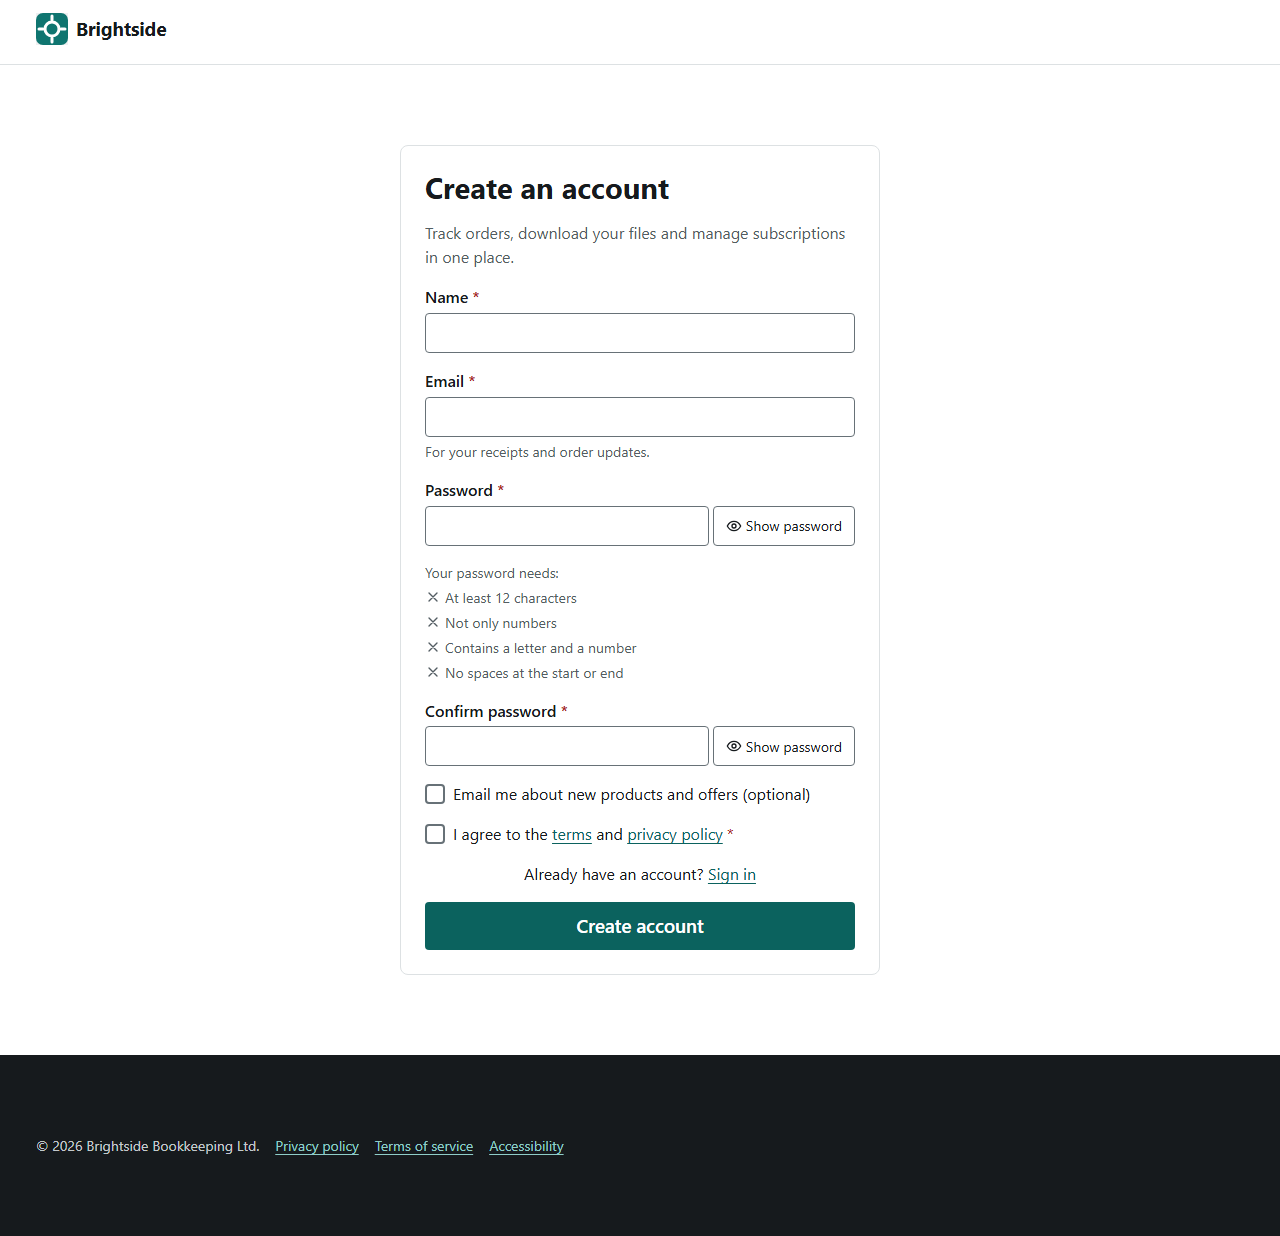 Brightside
Create an account
Track orders, download your files and manage subscriptions
in one place.
Name *
Email *
For your receipts and order updates.
Password *
Show password
Your password needs:
At least 12 characters
Not only numbers
Contains a letter and a number
No spaces at the start or end
Confirm password *
Show password
Email me about new products and offers (optional)
I agree to the terms and privacy policy *
Already have an account? Sign in
Create account
© 2026 Brightside Bookkeeping Ltd. Privacy policy Terms of service Accessibility